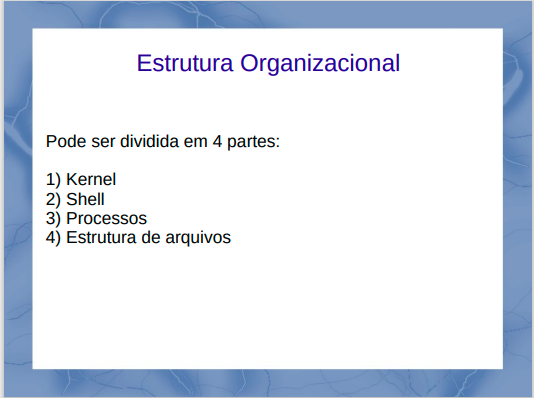 Estrutura Organizacional
Pode ser dividida em 4 partes:
1) Kernel
2) Shell
3) Processos
4) Estrutura de arquivos